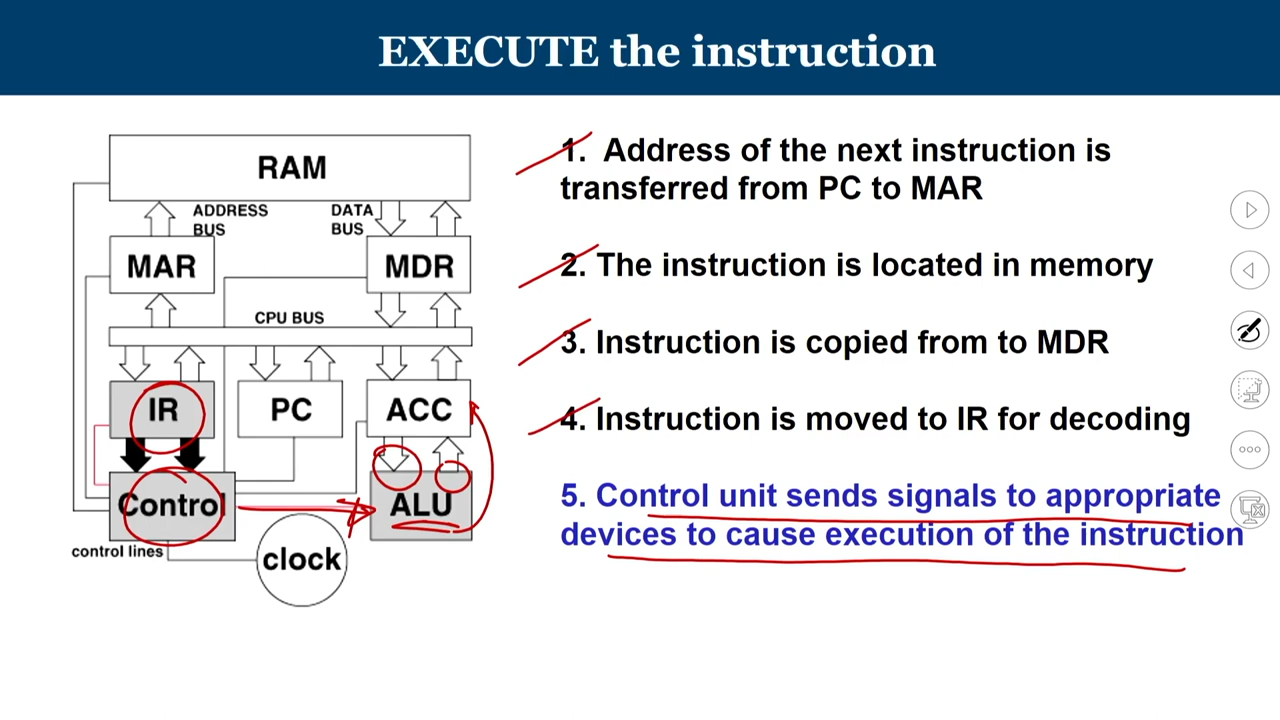 EXECUTE the instruction
RAM
ADDRESS
BUS
DATA
BUS
MAR
MDR
CPU BUS
IR
PC
ACC
Control
ALU
control lines
clock
1. Address of the next instruction is
transferred from PC to MAR
2. The instruction is located in memory
3. Instruction is copied from to MDR
4. Instruction is moved to IR for decoding
5. Control unit sends signals to appropriate
devices to cause execution of the instruction